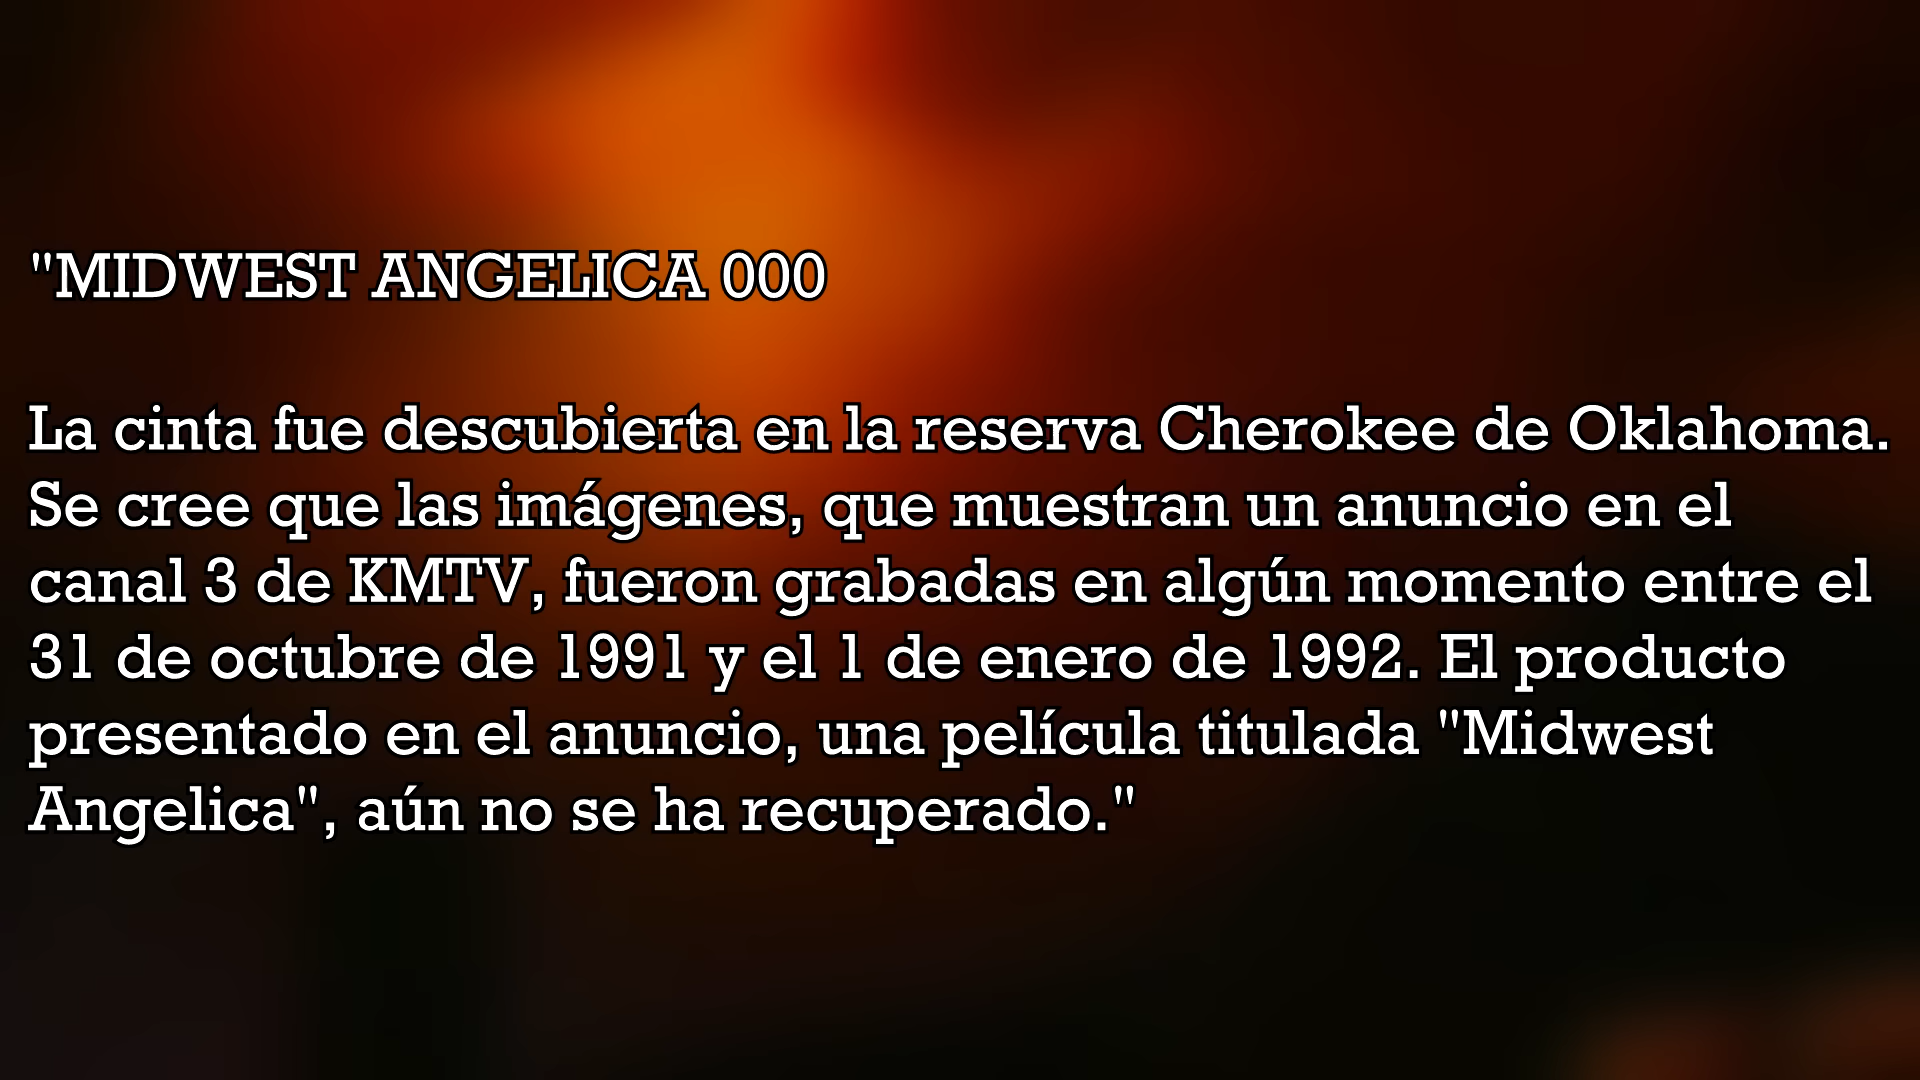 "MIDWEST ANGELICA 000
La cinta fue descubierta en la reserva Cherokee de Oklahoma.
Se cree que las imágenes, que muestran un anuncio en el
canal 3 de KMTV, fueron grabadas en algún momento entre el
31 de octubre de 1991 y el 1 de enero de 1992. El producto
presentado en el anuncio, una película titulada "Midwest
Angelica", aún no se ha recuperado."